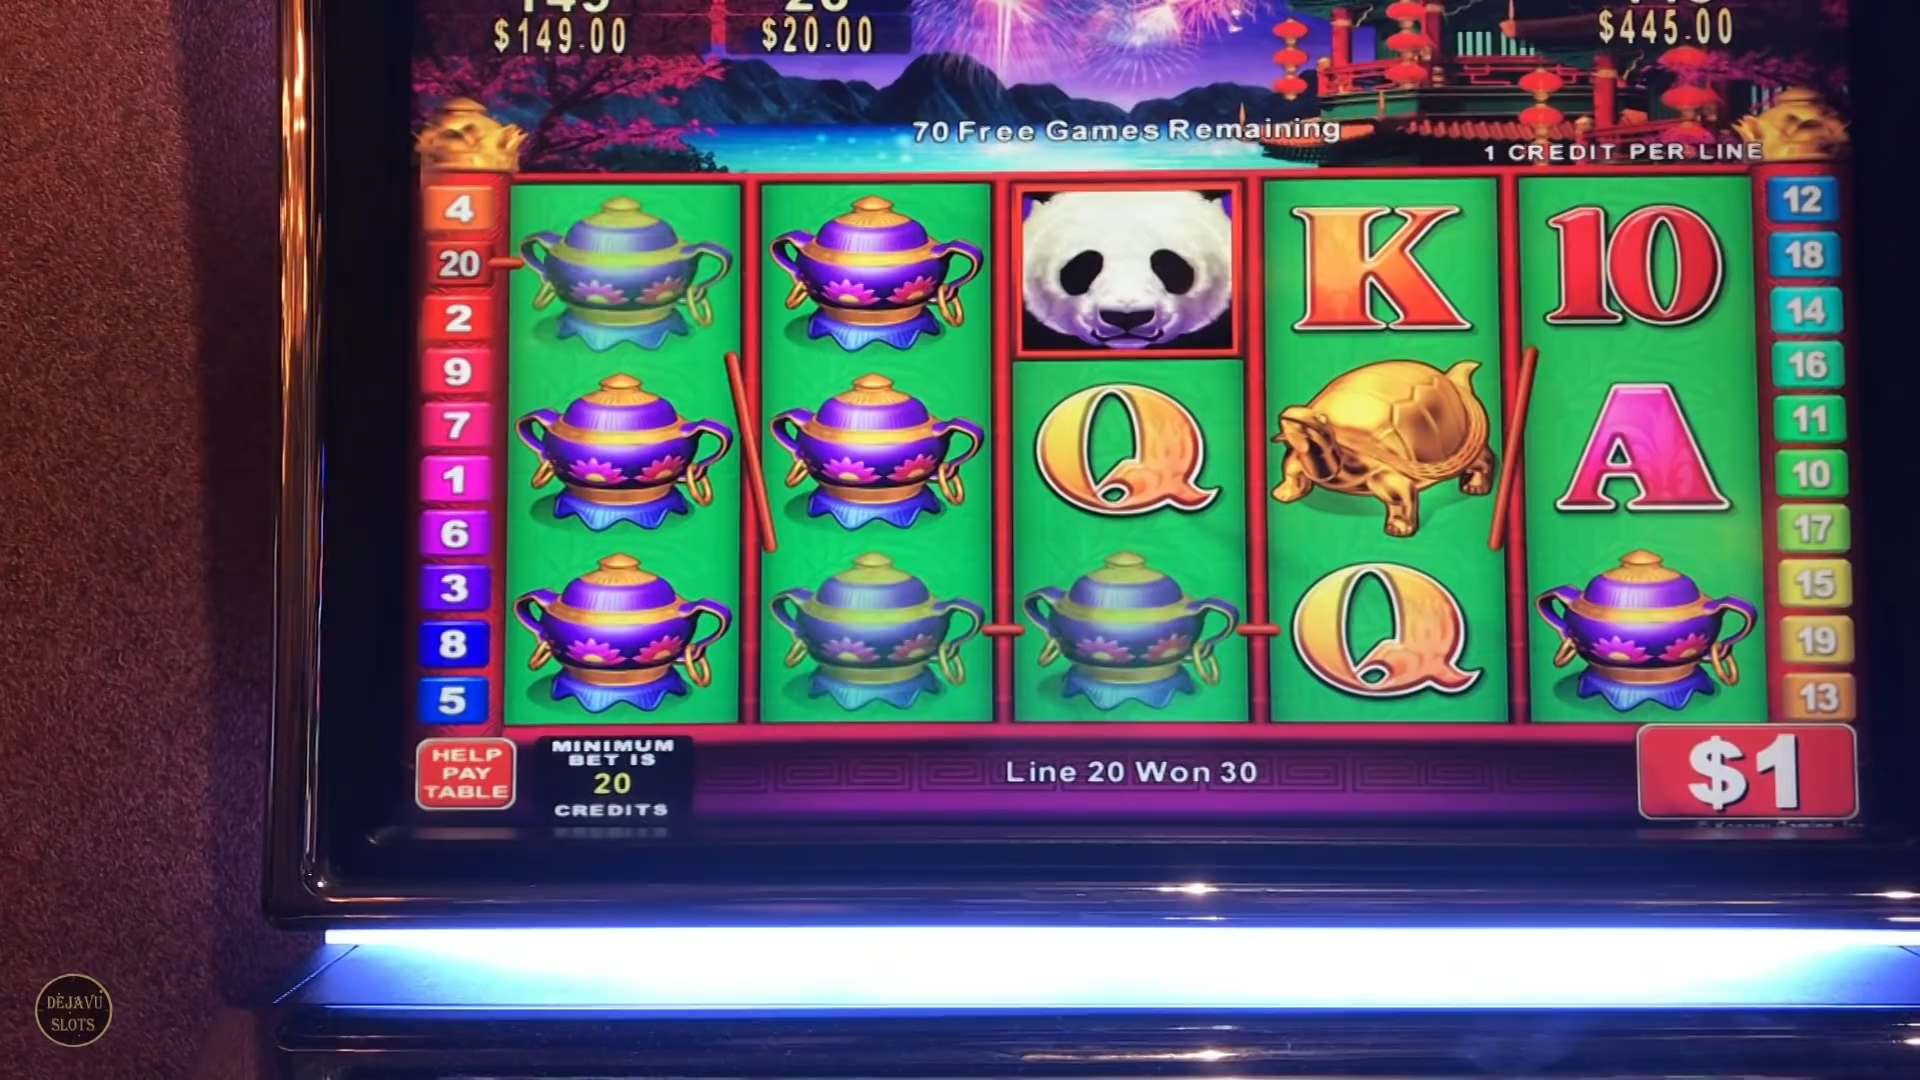 $149.00
$20.00
$445.00
70 Free Games Remaining
1 CREDIT PER LINE
4
20
2
9
7
1
6
3
8
5
K
10
Q
A
Q
12
18
14
16
11
10
17
15
19
13
HELP
PAY
TABLE
MINIMUM
BET IS
20
CREDITS
Line 20 Won 30
$1
DEJAVU
SLOTS